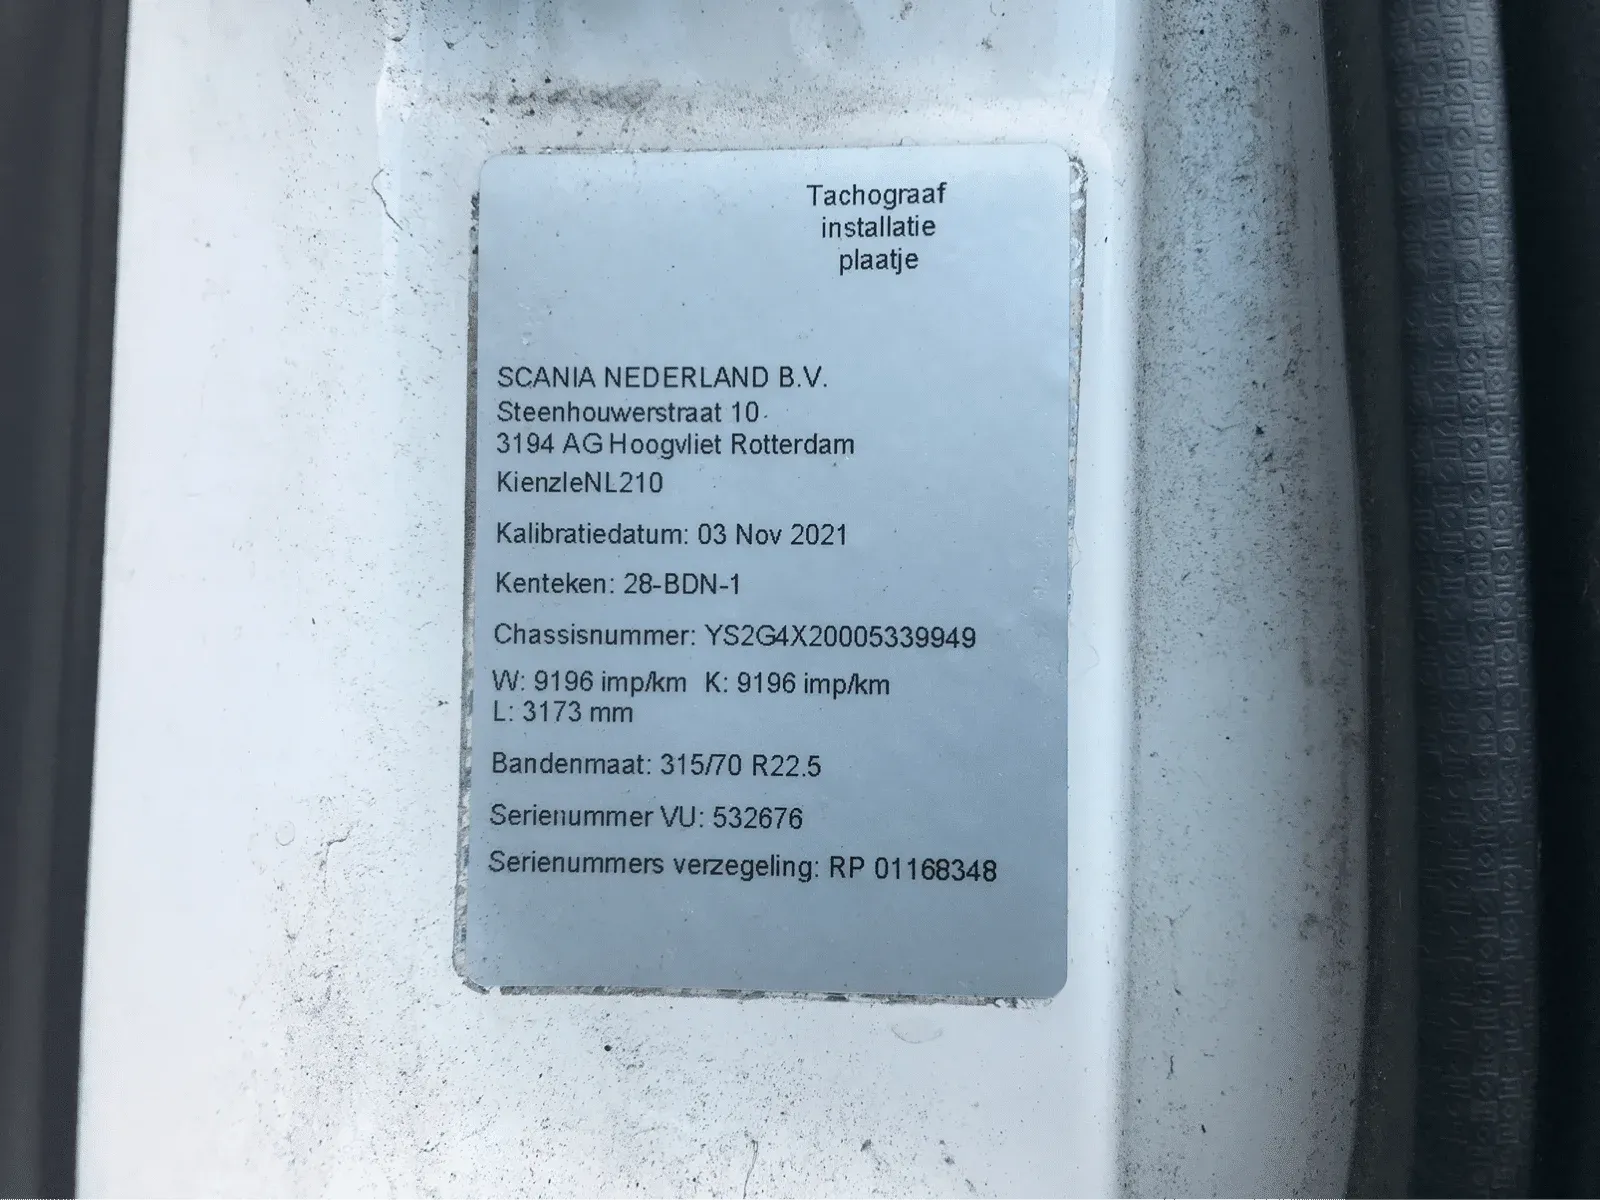 Tachograaf
installatie
plaatje
SCANIA NEDERLAND B.V.
Steenhouwerstraat 10
3194 AG Hoogvliet Rotterdam
KienzleNL210
Kalibratiedatum: 03 Nov 2021
Kenteken: 28-BDN-1
Chassisnummer: YS2G4X20005339949
W: 9196 imp/km K: 9196 imp/km
L: 3173 mm
Bandenmaat: 315/70 R22.5
Serienummer VU: 532676
Serienummers verzegeling: RP 01168348